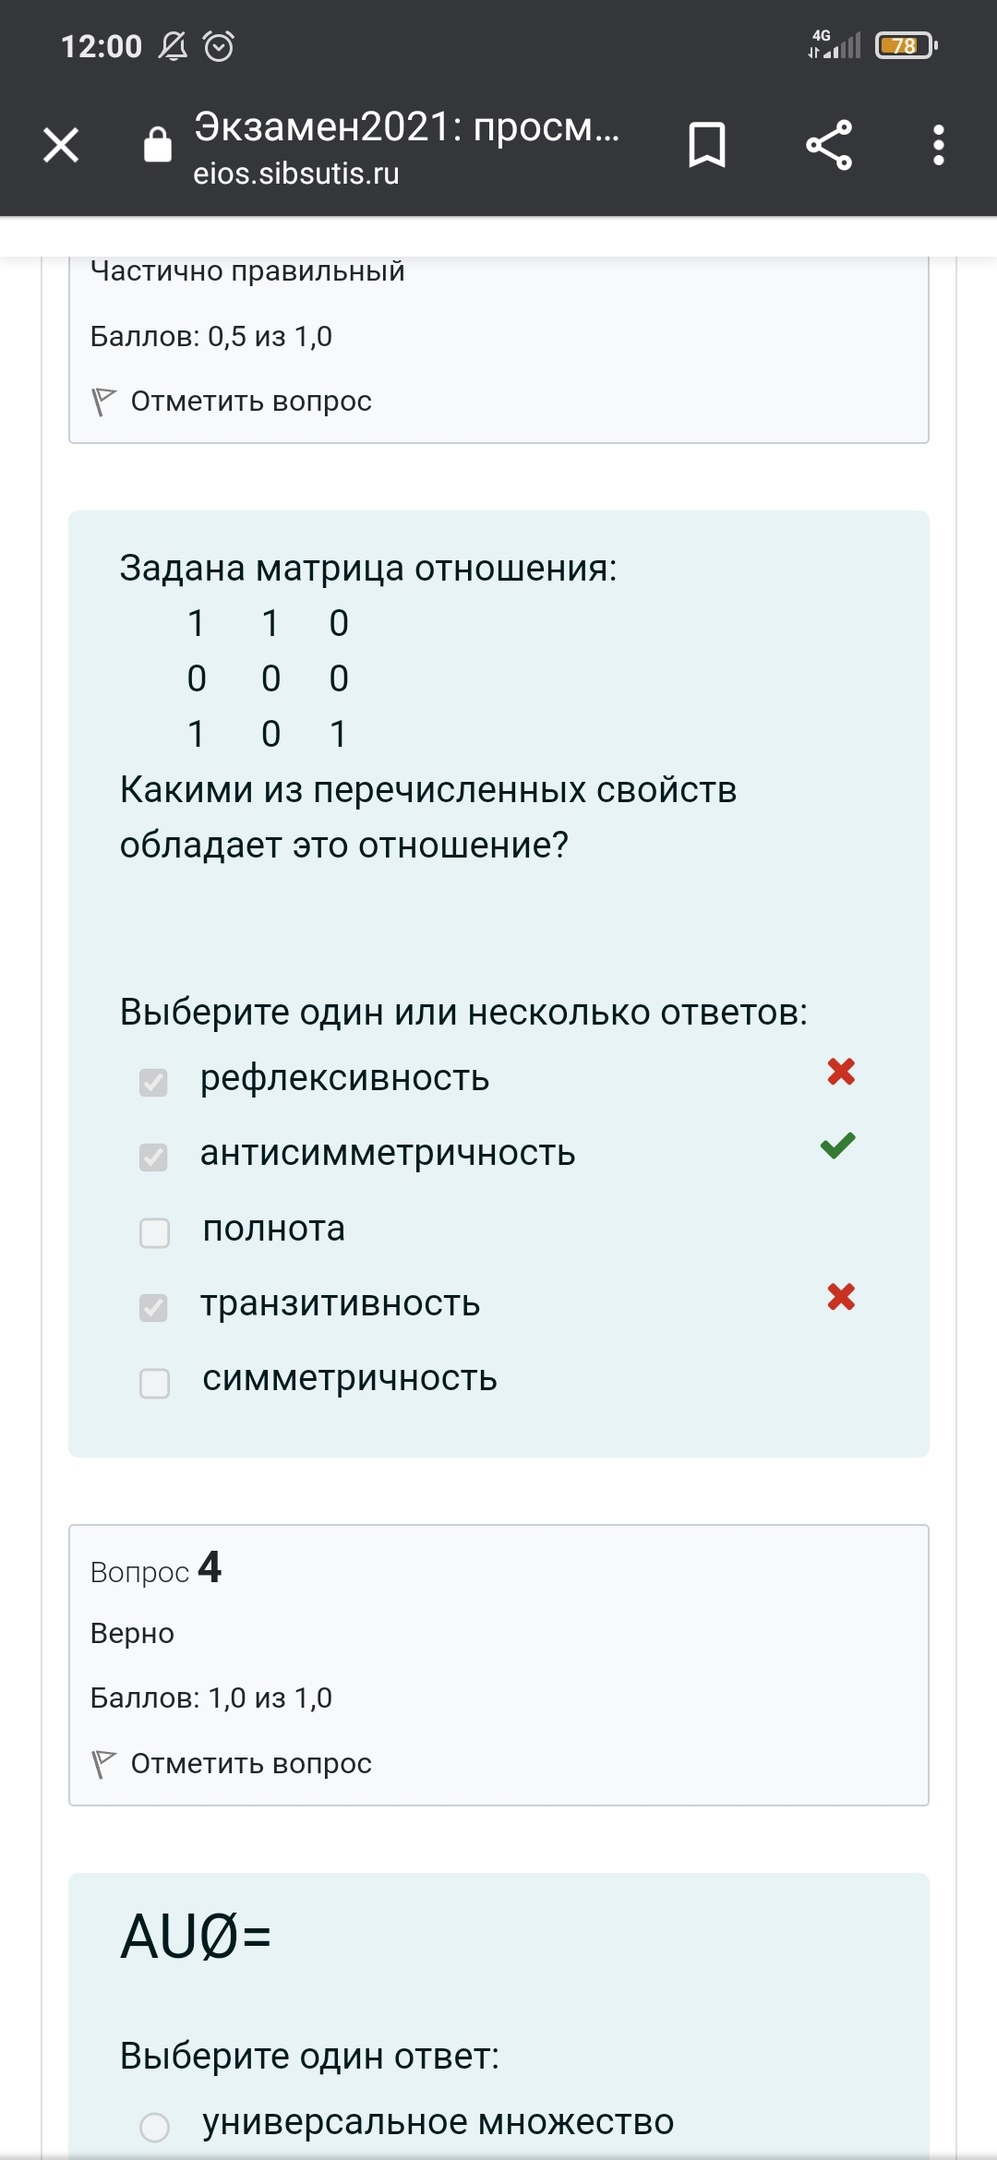 12:00
4G
78
Экзамен2021: просм...
eios.sibsutis.ru
Частично правильный
Баллов: 0,5 из 1,0
Отметить вопрос
Задана матрица отношения:
1 1 0
0 0 0
1 0 1
Какими из перечисленных свойств
обладает это отношение?
Выберите один или несколько ответов:
рефлексивность
антисимметричность
полнота
транзитивность
симметричность
Вопрос 4
Верно
Баллов: 1,0 из 1,0
Отметить вопрос
AUØ=
Выберите один ответ:
универсальное множество